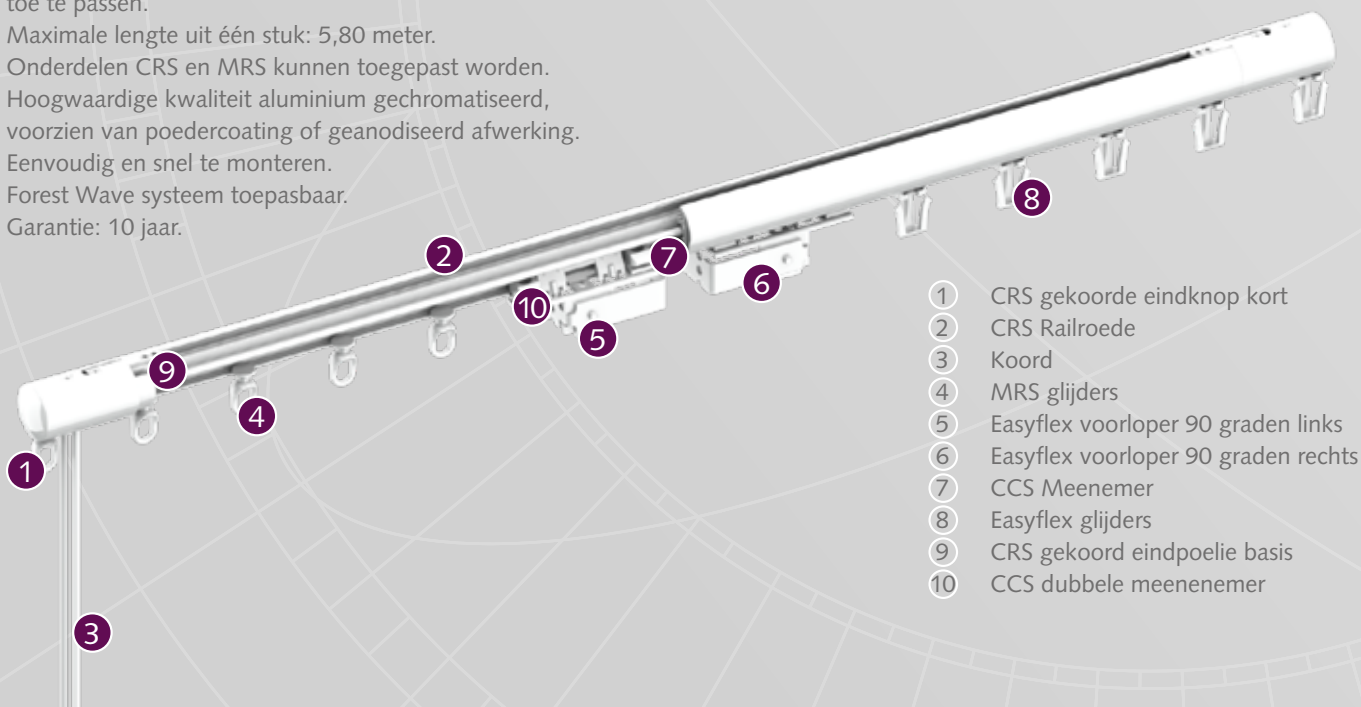 toe te passen.
Maximale lengte uit één stuk: 5,80 meter.
Onderdelen CRS en MRS kunnen toegepast worden.
Hoogwaardige kwaliteit aluminium gechromatiseerd,
voorzien van poedercoating of geanodiseerd afwerking.
Eenvoudig en snel te monteren.
Forest Wave systeem toepasbaar.
Garantie: 10 jaar.
8
2
7
6
10
5
9
4
1
3
1 CRS gekoorde eindknop kort
2 CRS Railroede
3 Koord
4 MRS glijders
5 Easyflex voorloper 90 graden links
6 Easyflex voorloper 90 graden rechts
7 CCS Meenemer
8 Easyflex glijders
9 CRS gekoord eindpoelie basis
10 CCS dubbele meenenemer